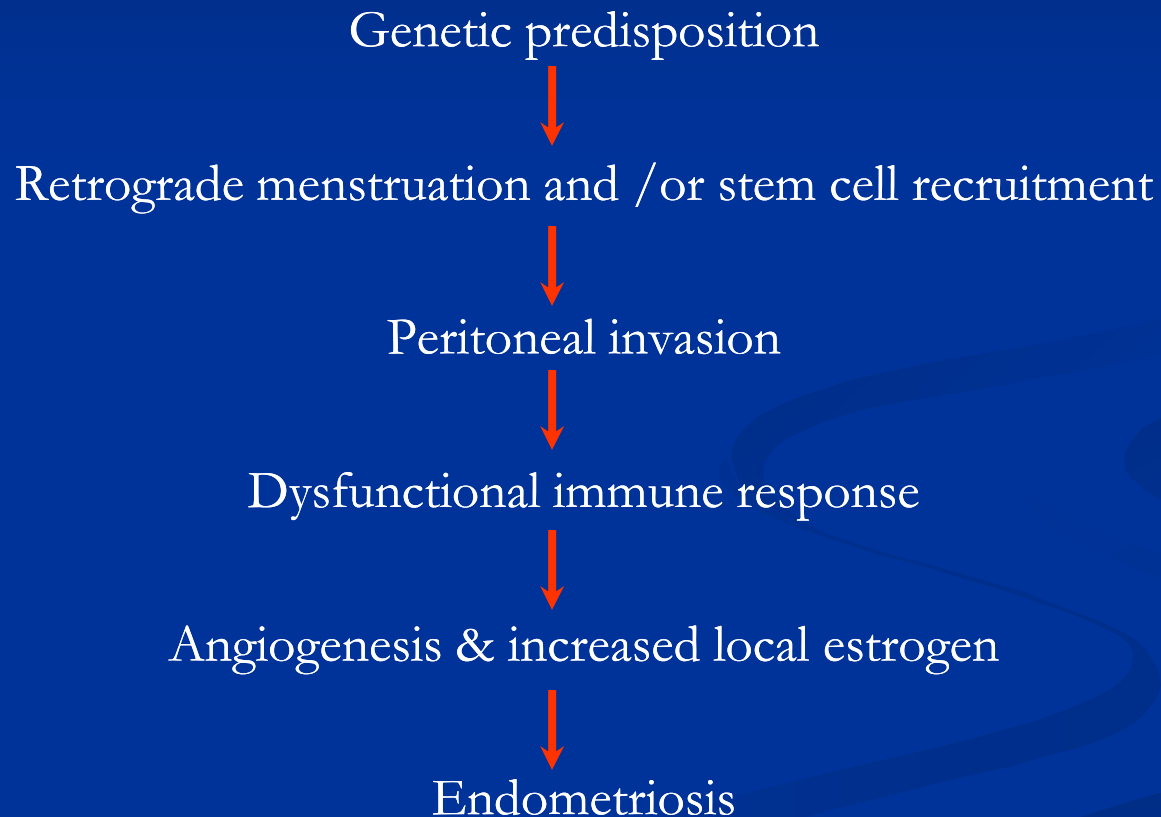 Genetic predisposition
Retrograde menstruation and /or stem cell recruitment
Peritoneal invasion
Dysfunctional immune response
Angiogenesis & increased local estrogen
Endometriosis